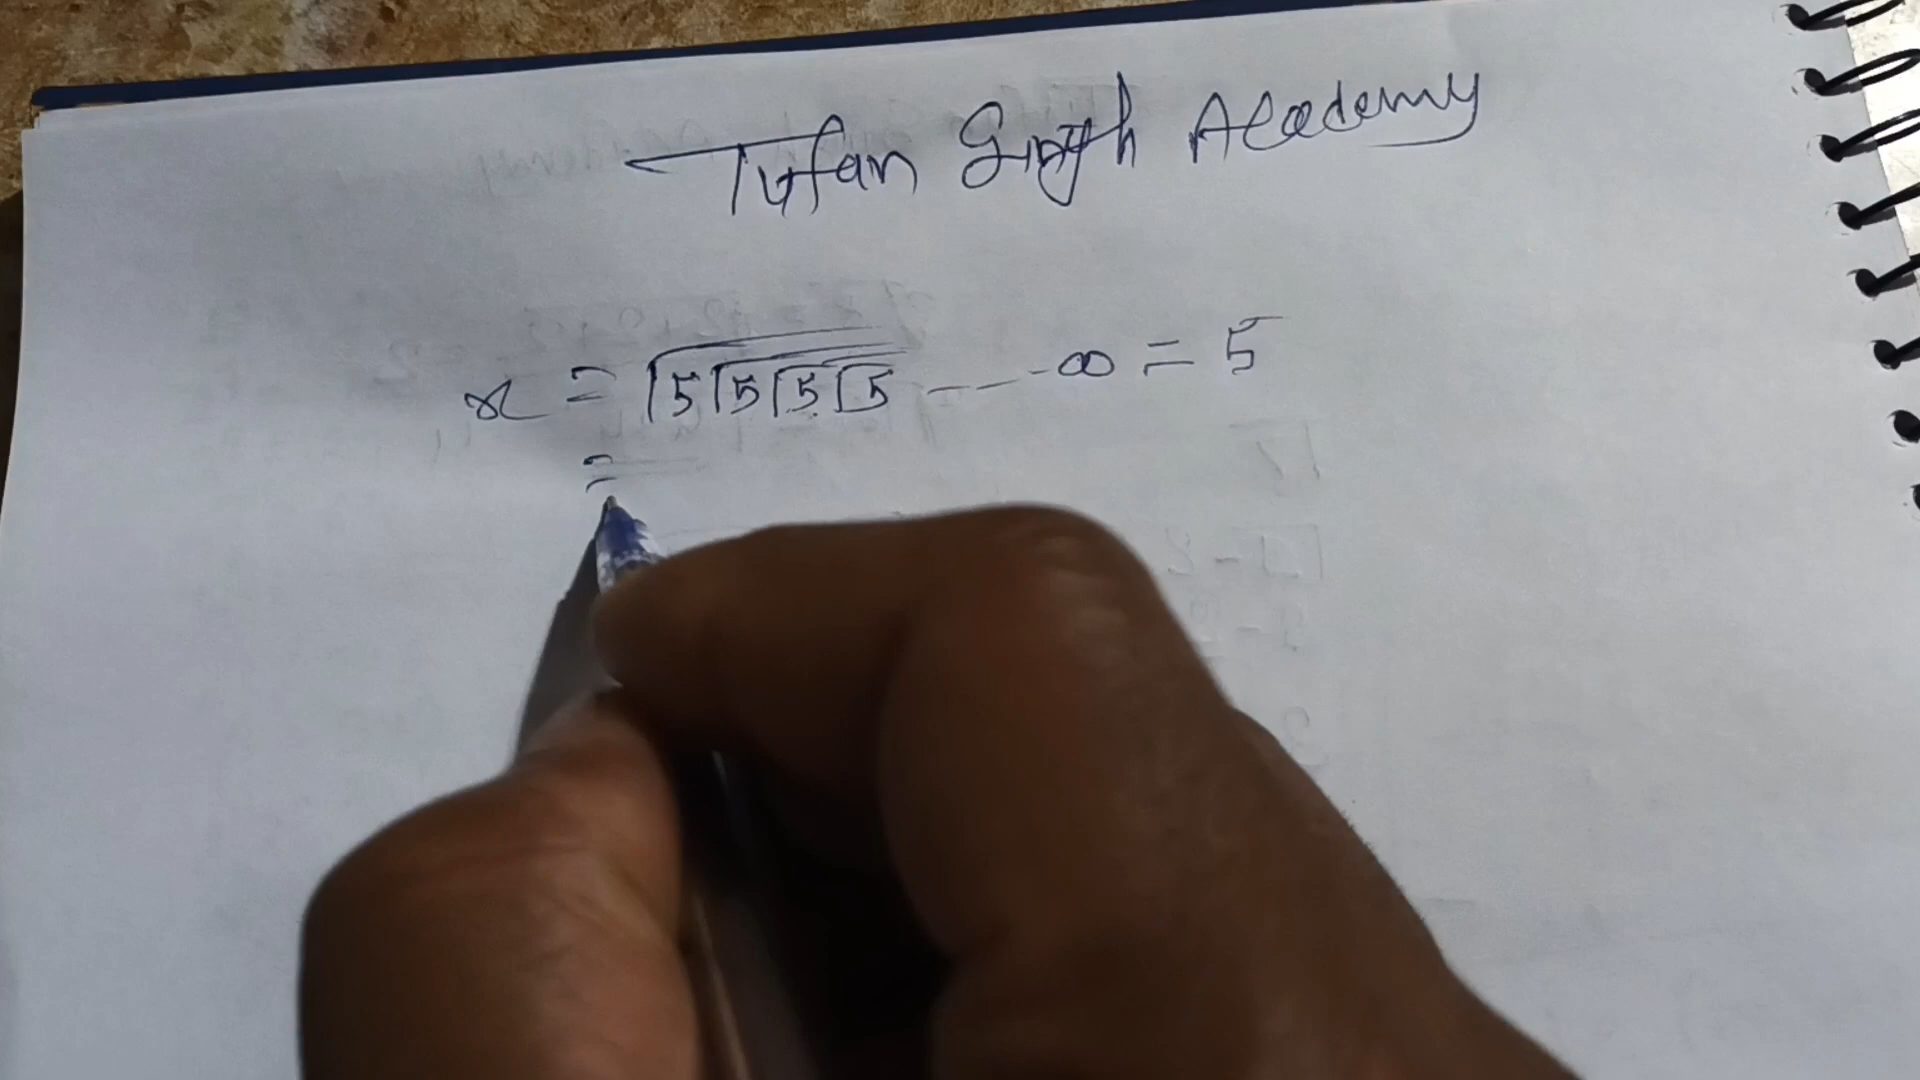 Tufan Singh Academy
x = √5√5√5√5 --- ∞ = 5
=